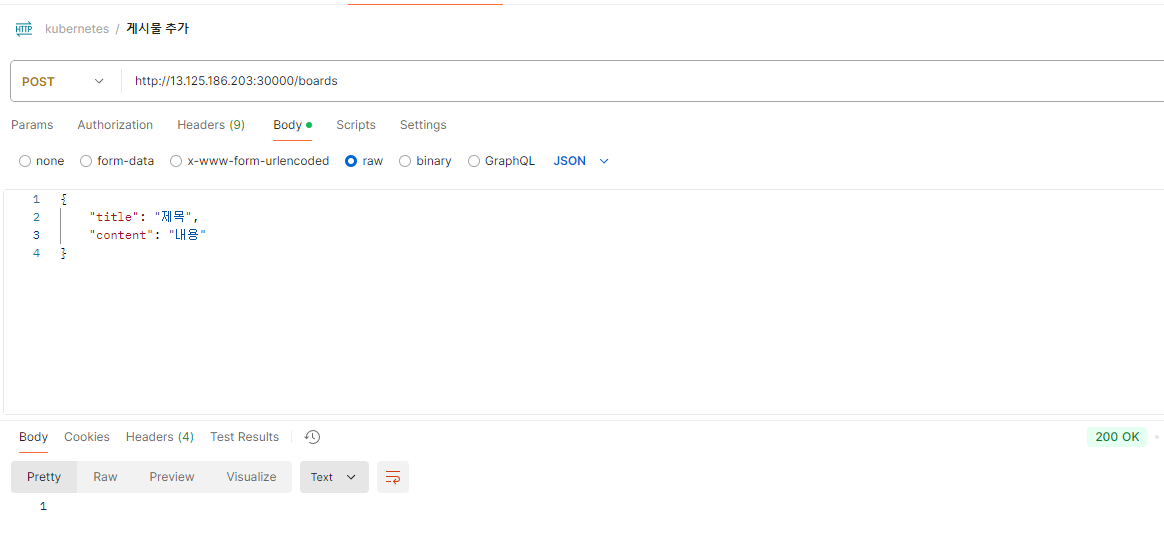 HTTP kubernetes / 게시물 추가
POST http://13.125.186.203:30000/boards
Params Authorization Headers (9) Body Scripts Settings
none form-data x-www-form-urlencoded raw binary GraphQL JSON
1 {
2 "title": "제목",
3 "content": "내용"
4 }
Body Cookies Headers (4) Test Results 200 OK
Pretty Raw Preview Visualize Text
1